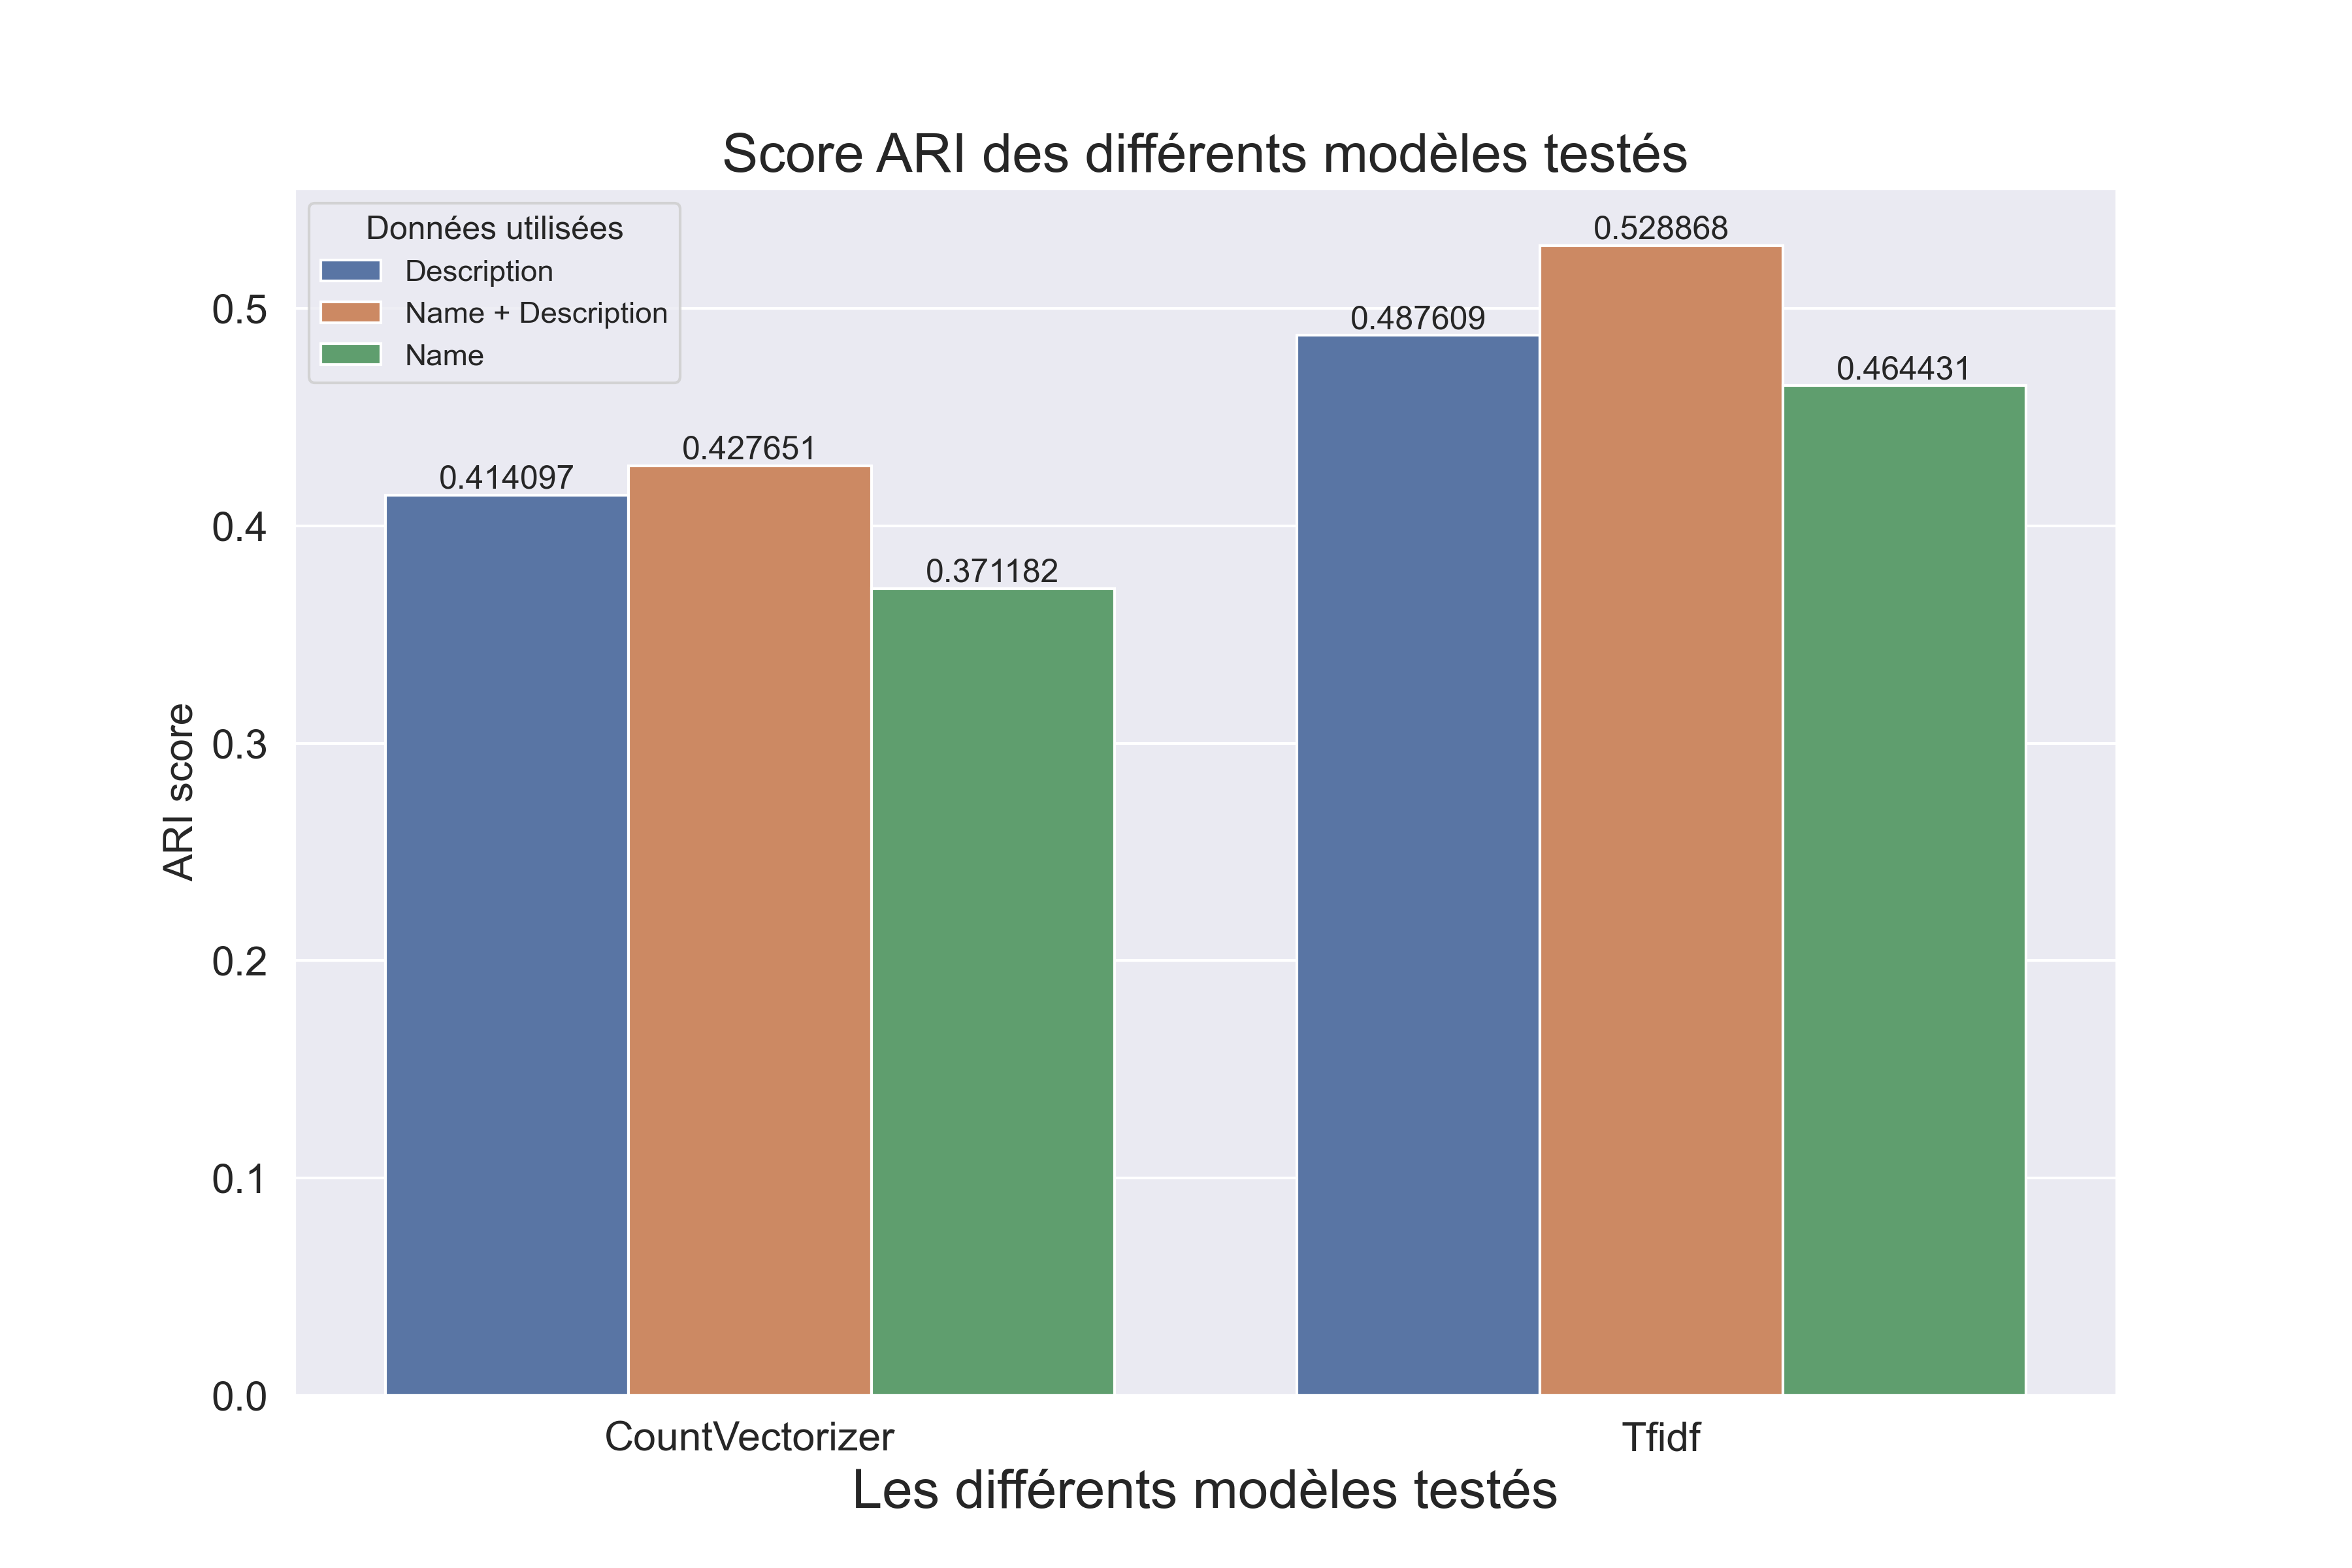 Score ARI des différents modèles testés
Données utilisées
Description
Name + Description
Name
0.528868
0.487609
0.464431
0.427651
0.414097
0.371182
0.5
0.4
0.3
0.2
0.1
0.0
ARI score
CountVectorizer
Tfidf
Les différents modèles testés